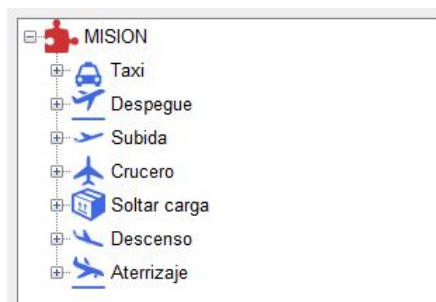 MISION
Taxi
Despegue
Subida
Crucero
Soltar carga
Descenso
Aterrizaje